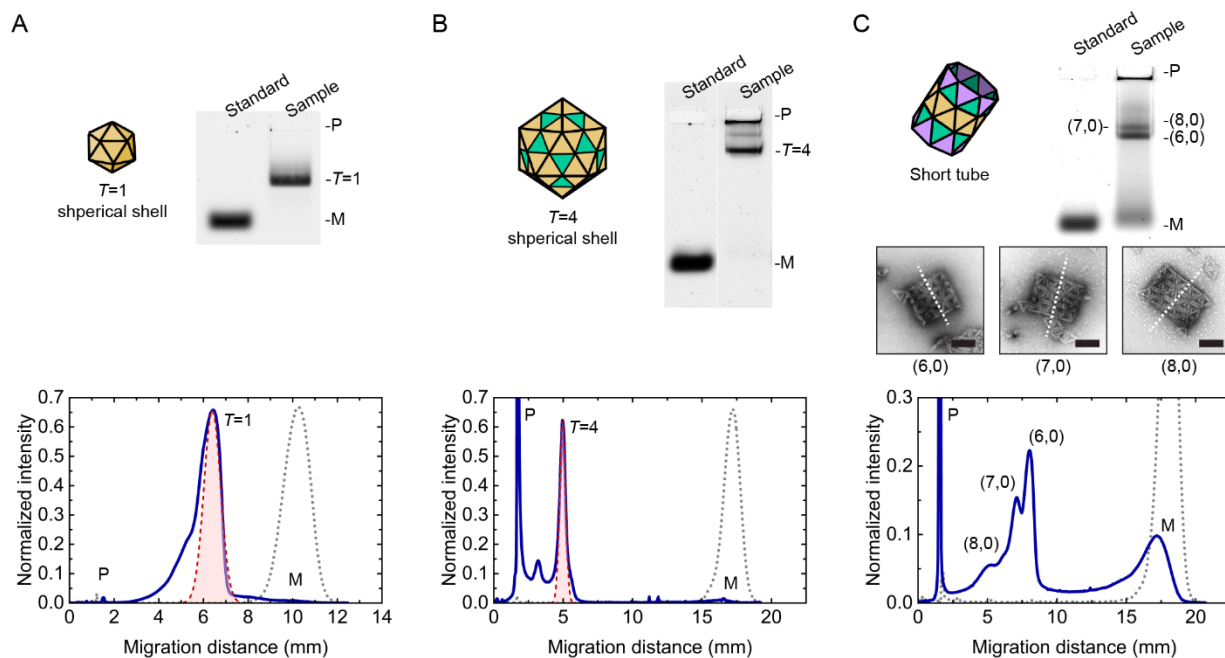 A
Standard
Sample
-P
-T=1
-M
T=1
shperical shell
0.7
0.6
0.5
0.4
0.3
0.2
0.1
0.0
Normalized intensity
P
T=1
M
0 2 4 6 8 10 12
Migration distance (mm)
B
Standard
Sample
-P
-T=4
-M
T=4
shperical shell
0.7
0.6
0.5
0.4
0.3
0.2
0.1
0.0
Normalized intensity
P
T=4
M
0 5 10 15 20
Migration distance (mm)
C
Standard
Sample
-P
(7,0)- -(8,0)
-(6,0)
-M
Short tube
(6,0) (7,0) (8,0)
0.3
0.2
0.1
0.0
Normalized intensity
P
(6,0)
(7,0)
(8,0)
M
0 5 10 15 20
Migration distance (mm)